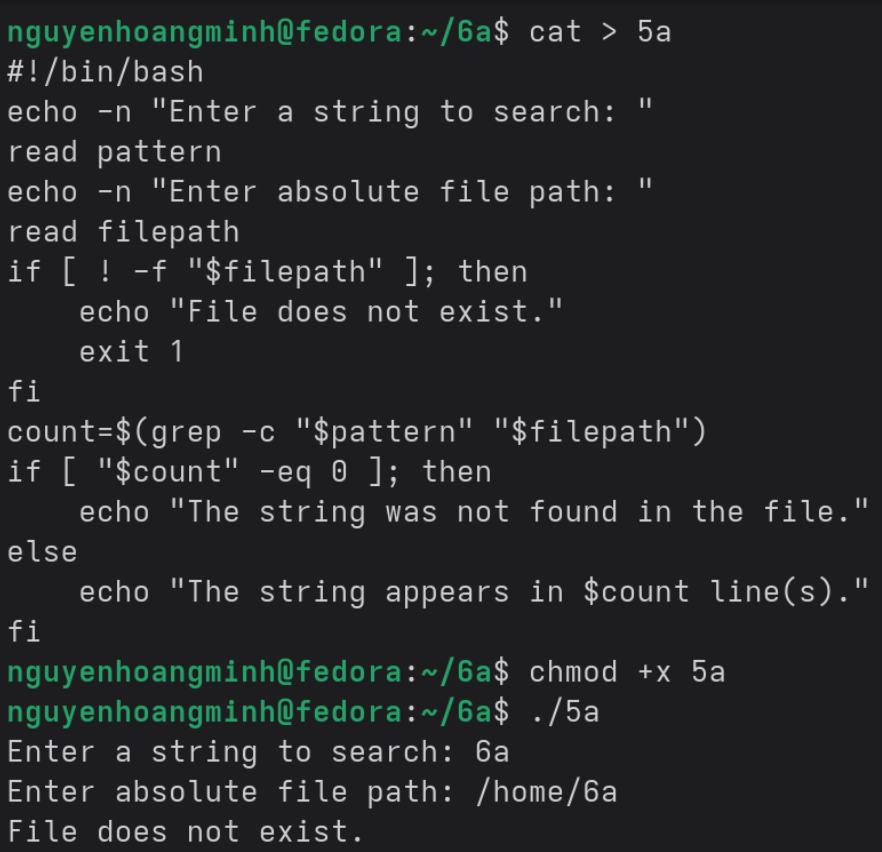 nguyenhoangminh@fedora:~/6a$ cat > 5a
#!/bin/bash
echo -n "Enter a string to search: "
read pattern
echo -n "Enter absolute file path: "
read filepath
if [ ! -f "$filepath" ]; then
    echo "File does not exist."
    exit 1
fi
count=$(grep -c "$pattern" "$filepath")
if [ "$count" -eq 0 ]; then
    echo "The string was not found in the file."
else
    echo "The string appears in $count line(s)."
fi
nguyenhoangminh@fedora:~/6a$ chmod +x 5a
nguyenhoangminh@fedora:~/6a$ ./5a
Enter a string to search: 6a
Enter absolute file path: /home/6a
File does not exist.